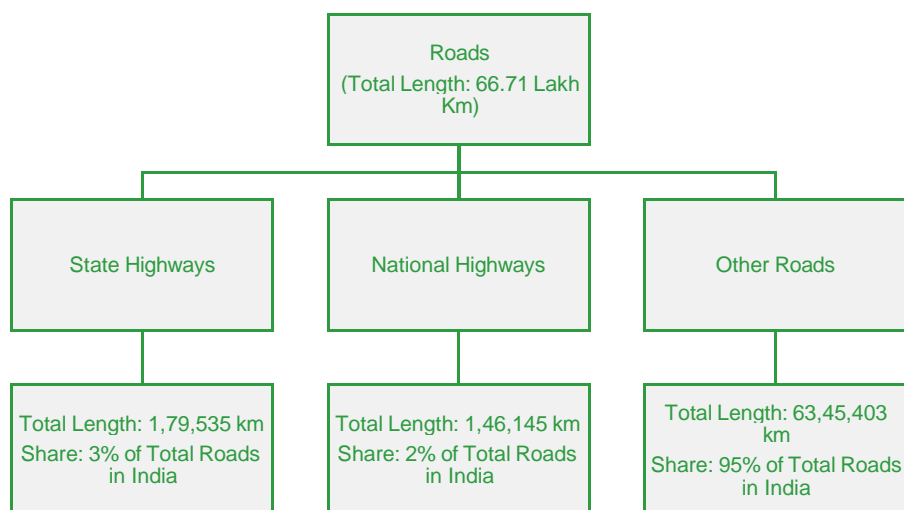 Roads
(Total Length: 66.71 Lakh
Km)
State Highways
National Highways
Other Roads
Total Length: 1,79,535 km
Share: 3% of Total Roads
in India
Total Length: 1,46,145 km
Share: 2% of Total Roads
in India
Total Length: 63,45,403
km
Share: 95% of Total Roads
in India